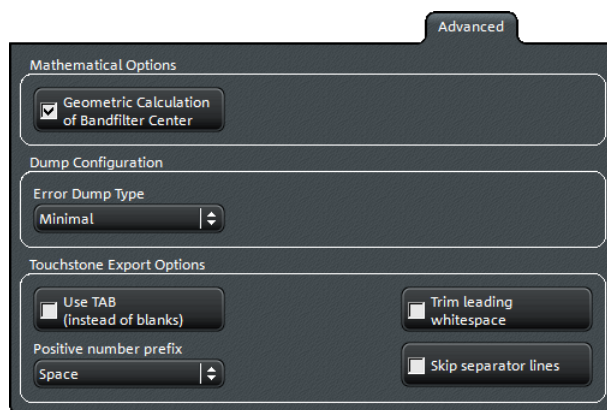 Advanced
Mathematical Options
Geometric Calculation
of Bandfilter Center
Dump Configuration
Error Dump Type
Minimal
Touchstone Export Options
Use TAB
(instead of blanks)
Trim leading
whitespace
Positive number prefix
Space
Skip separator lines